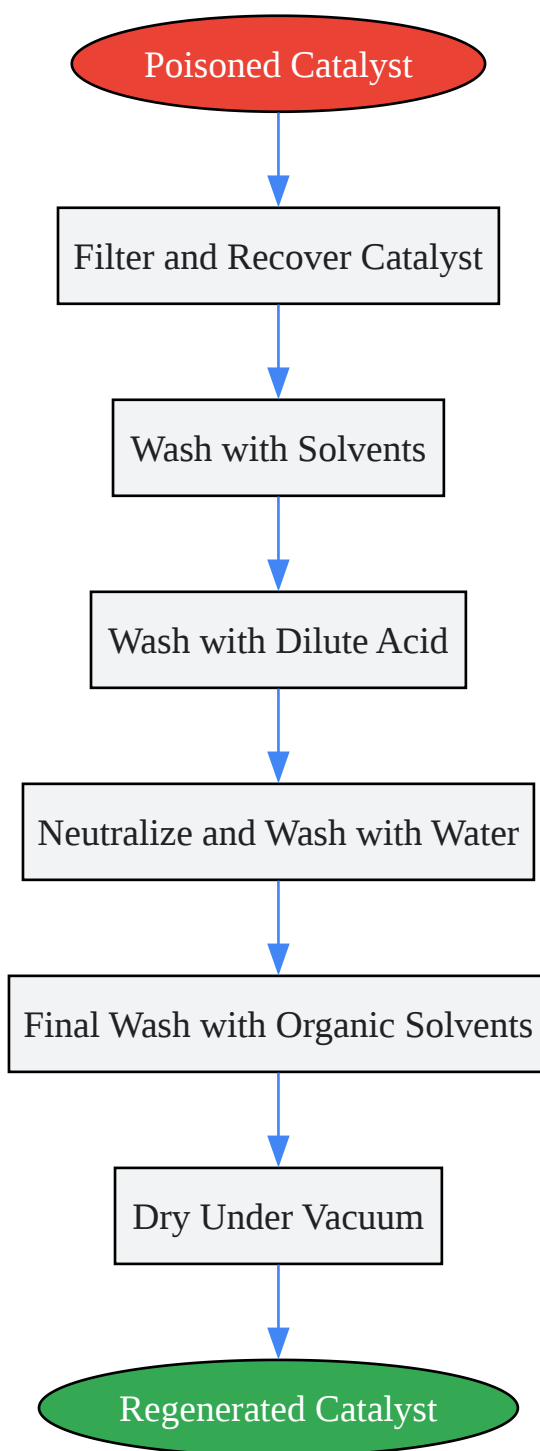 Poisoned Catalyst
Filter and Recover Catalyst
Wash with Solvents
Wash with Dilute Acid
Neutralize and Wash with Water
Final Wash with Organic Solvents
Dry Under Vacuum
Regenerated Catalyst